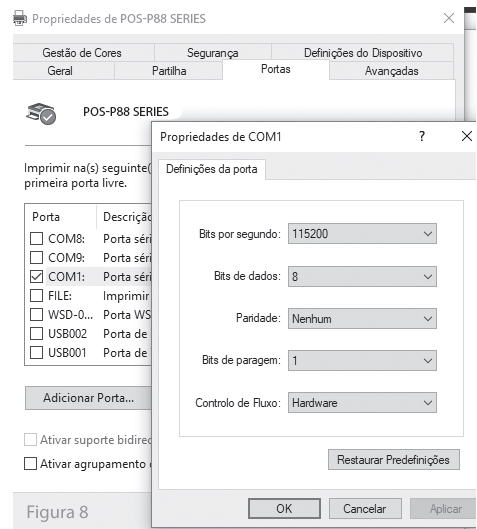 Propriedades de POS-P88 SERIES
Gestão de Cores Segurança Definições do Dispositivo
Geral Partilha Portas Avançadas
POS-P88 SERIES
Imprimir na(s) seguinte(
primeira porta livre.
Porta Descrição
COM8: Porta séri
COM9: Porta séri
COM1: Porta séri
FILE: Imprimir
WSD-0... Porta WS
USB002 Porta de
USB001 Porta de
Adicionar Porta...
Ativar suporte bidirec
Ativar agrupamento
Propriedades de COM1 ?
Definições da porta
Bits por segundo: 115200
Bits de dados: 8
Paridade: Nenhum
Bits de paragem: 1
Controlo de Fluxo: Hardware
Restaurar Predefinições
OK Cancelar Aplicar
Figura 8